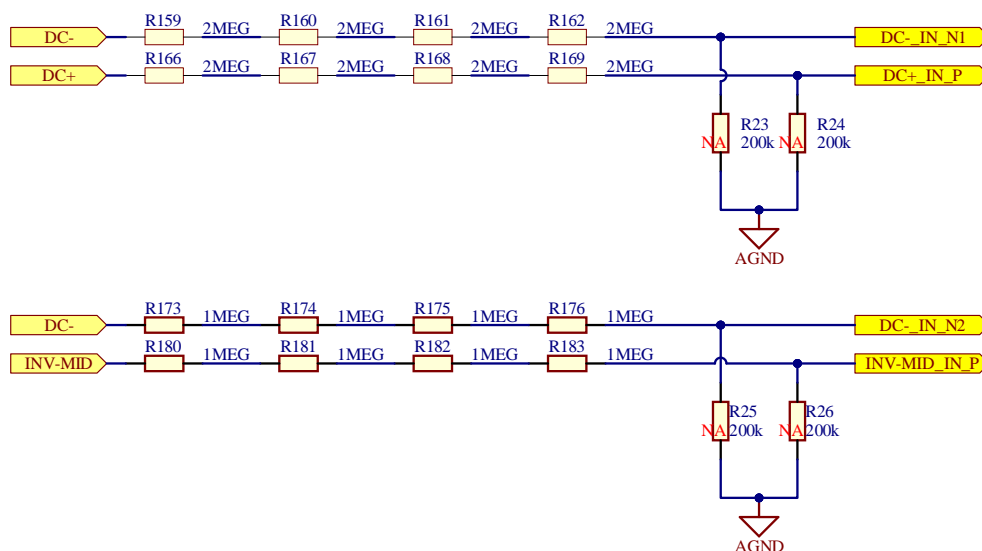 R159 R160 R161 R162
DC- 2MEG 2MEG 2MEG 2MEG DC-_IN_N1
R166 R167 R168 R169
DC+ 2MEG 2MEG 2MEG 2MEG DC+_IN_P
R23 R24
NA 200k NA 200k
AGND
R173 R174 R175 R176
DC- 1MEG 1MEG 1MEG 1MEG DC-_IN_N2
R180 R181 R182 R183
INV-MID 1MEG 1MEG 1MEG 1MEG INV-MID_IN_P
R25 R26
NA 200k NA 200k
AGND